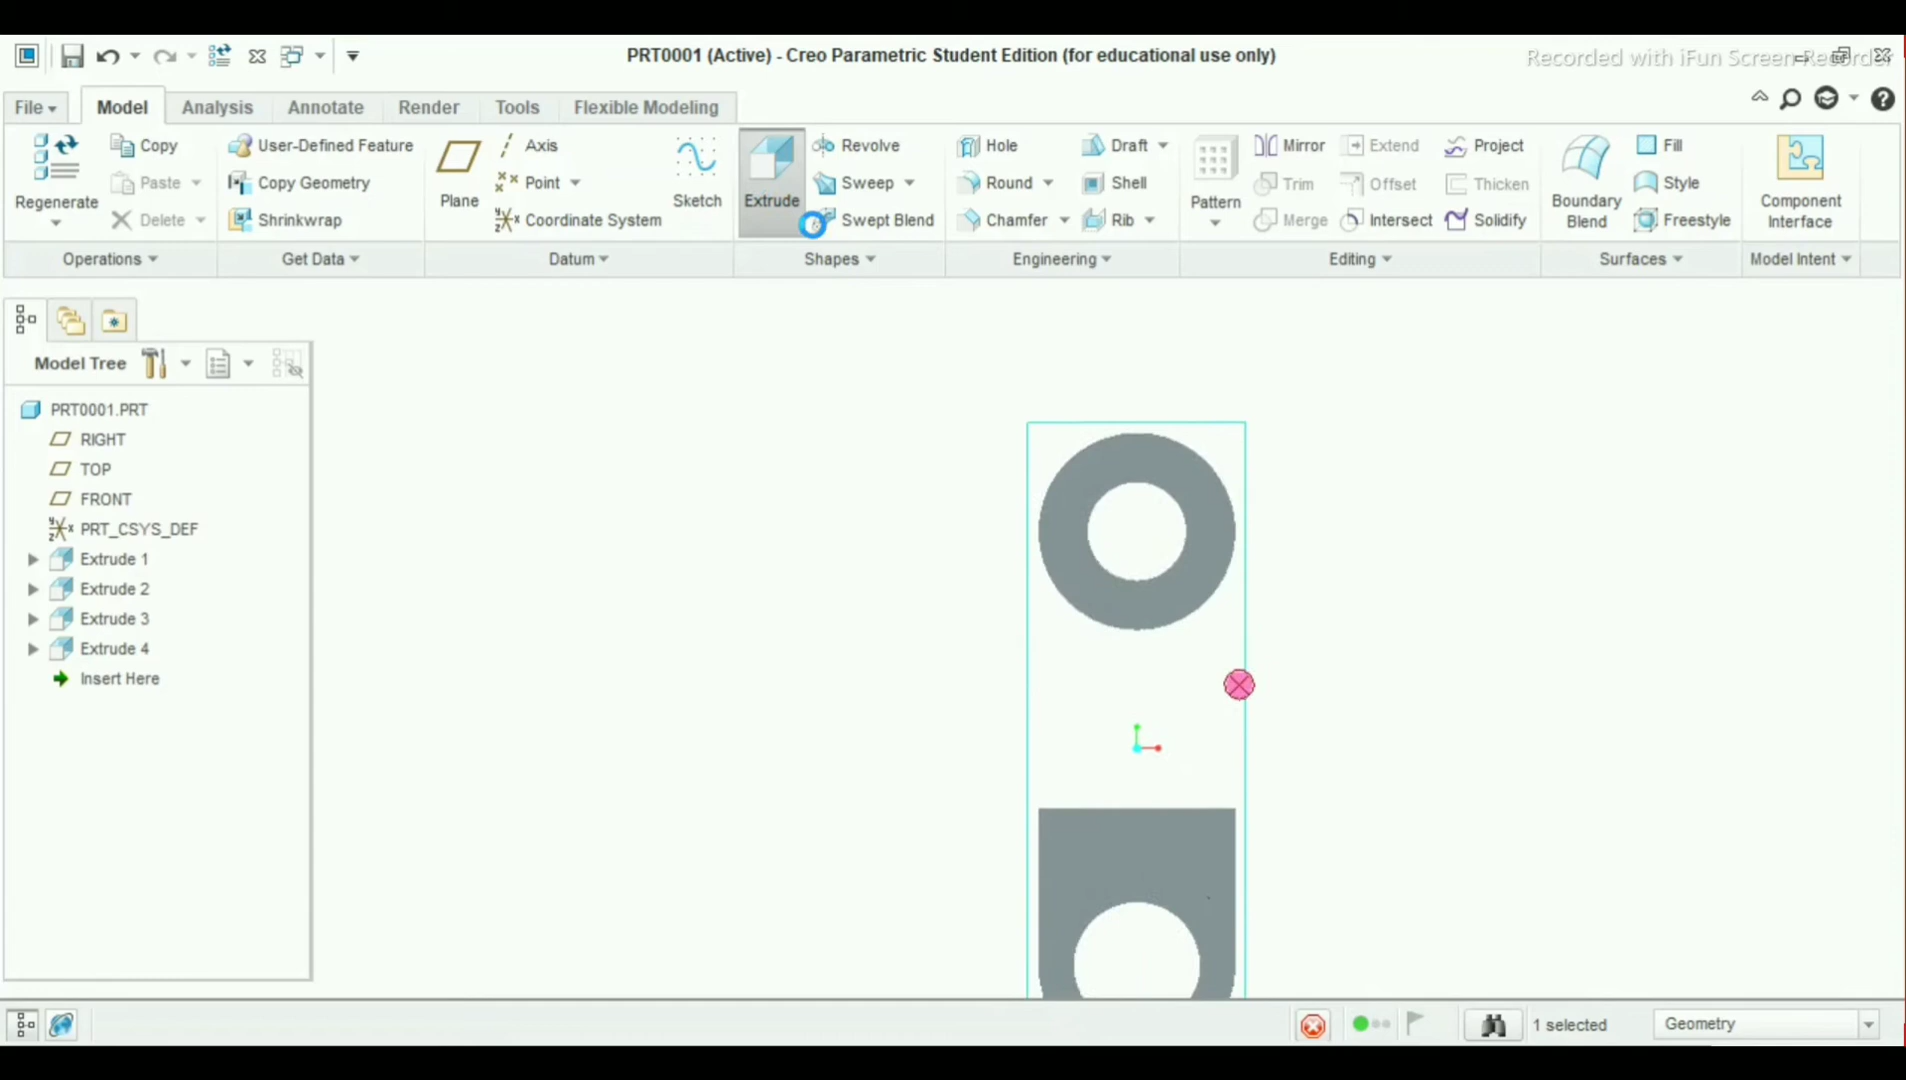 PRT0001 (Active) - Creo Parametric Student Edition (for educational use only)
Recorded with iFun Screen Recorder
File Model Analysis Annotate Render Tools Flexible Modeling
Regenerate
Copy
Paste
Delete
Operations
User-Defined Feature
Copy Geometry
Shrinkwrap
Get Data
Plane
Axis
Point
Coordinate System
Sketch
Datum
Extrude
Revolve
Sweep
Swept Blend
Shapes
Hole
Round
Chamfer
Draft
Shell
Rib
Engineering
Pattern
Mirror
Trim
Merge
Extend
Offset
Intersect
Project
Thicken
Solidify
Editing
Boundary
Blend
Fill
Style
Freestyle
Surfaces
Component
Interface
Model Intent
Model Tree
PRT0001.PRT
RIGHT
TOP
FRONT
PRT_CSYS_DEF
Extrude 1
Extrude 2
Extrude 3
Extrude 4
Insert Here
1 selected
Geometry